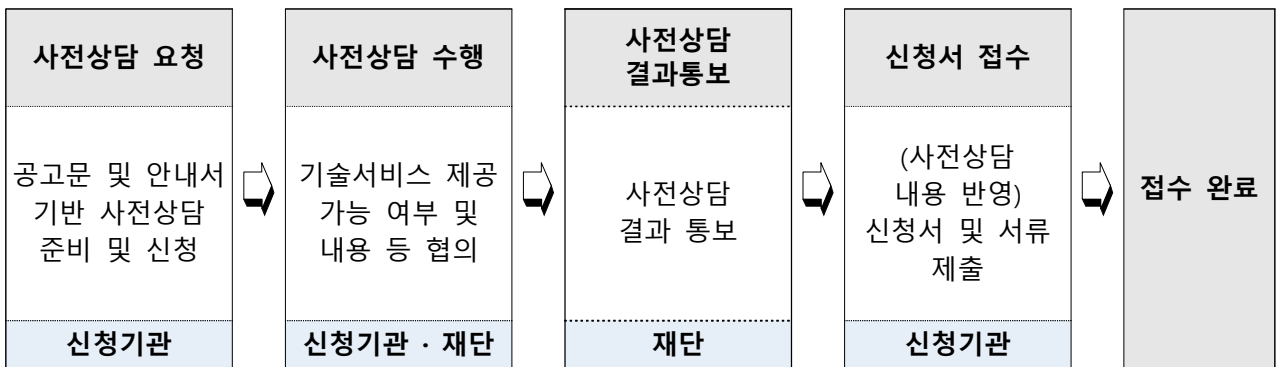 사전상담 요청
공고문 및 안내서
기반 사전상담
준비 및 신청
신청기관
사전상담 수행
기술서비스 제공
가능 여부 및
내용 등 협의
신청기관 · 재단
사전상담
결과통보
사전상담
결과 통보
재단
신청서 접수
(사전상담
내용 반영)
신청서 및 서류
제출
신청기관
접수 완료